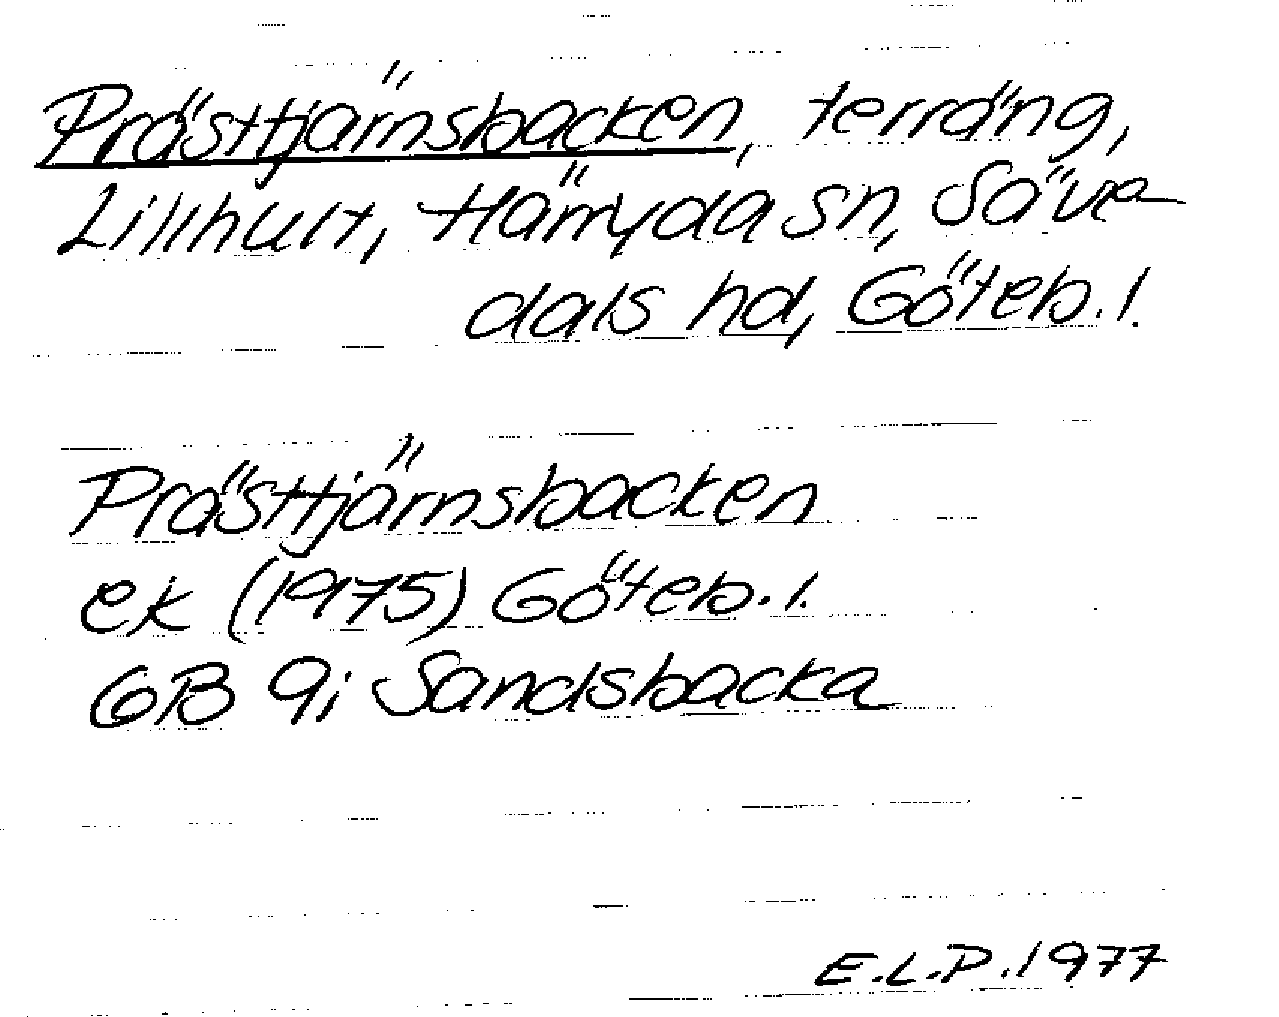 Prästtjärnsbacken, terräng,
Lillhult, Härryda sn, Säve-
dals hd, Göteb. l.
Prästtjärnsbacken
ek (1975) Göteb. l.
6B 9i Sandsbacka
E.L.P. 1977